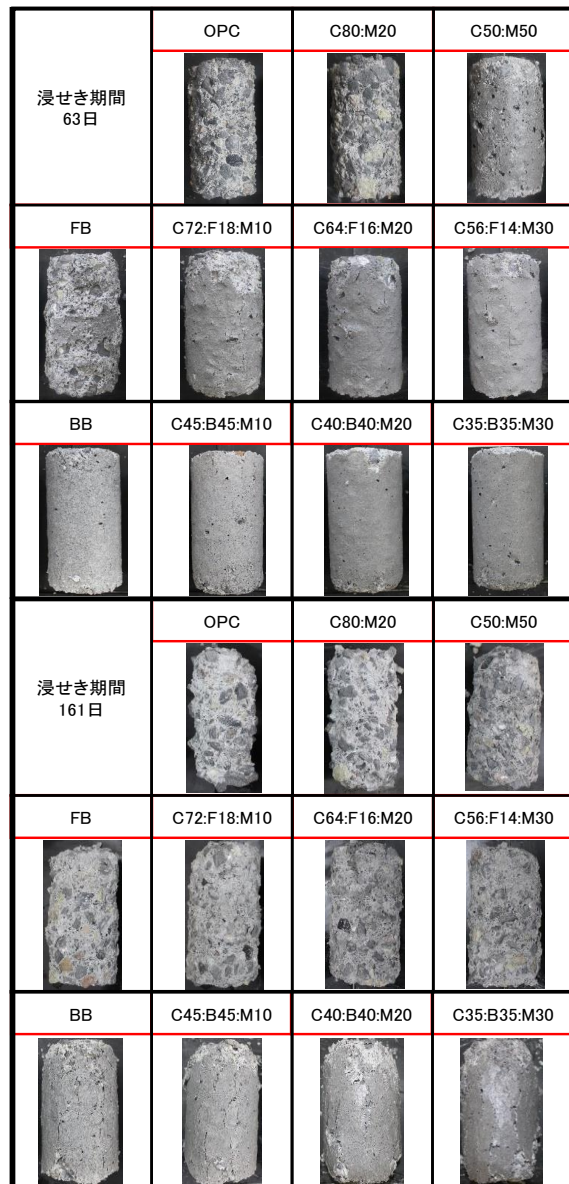 OPC C80:M20 C50:M50
浸せき期間
63日
FB C72:F18:M10 C64:F16:M20 C56:F14:M30
BB C45:B45:M10 C40:B40:M20 C35:B35:M30
OPC C80:M20 C50:M50
浸せき期間
161日
FB C72:F18:M10 C64:F16:M20 C56:F14:M30
BB C45:B45:M10 C40:B40:M20 C35:B35:M30